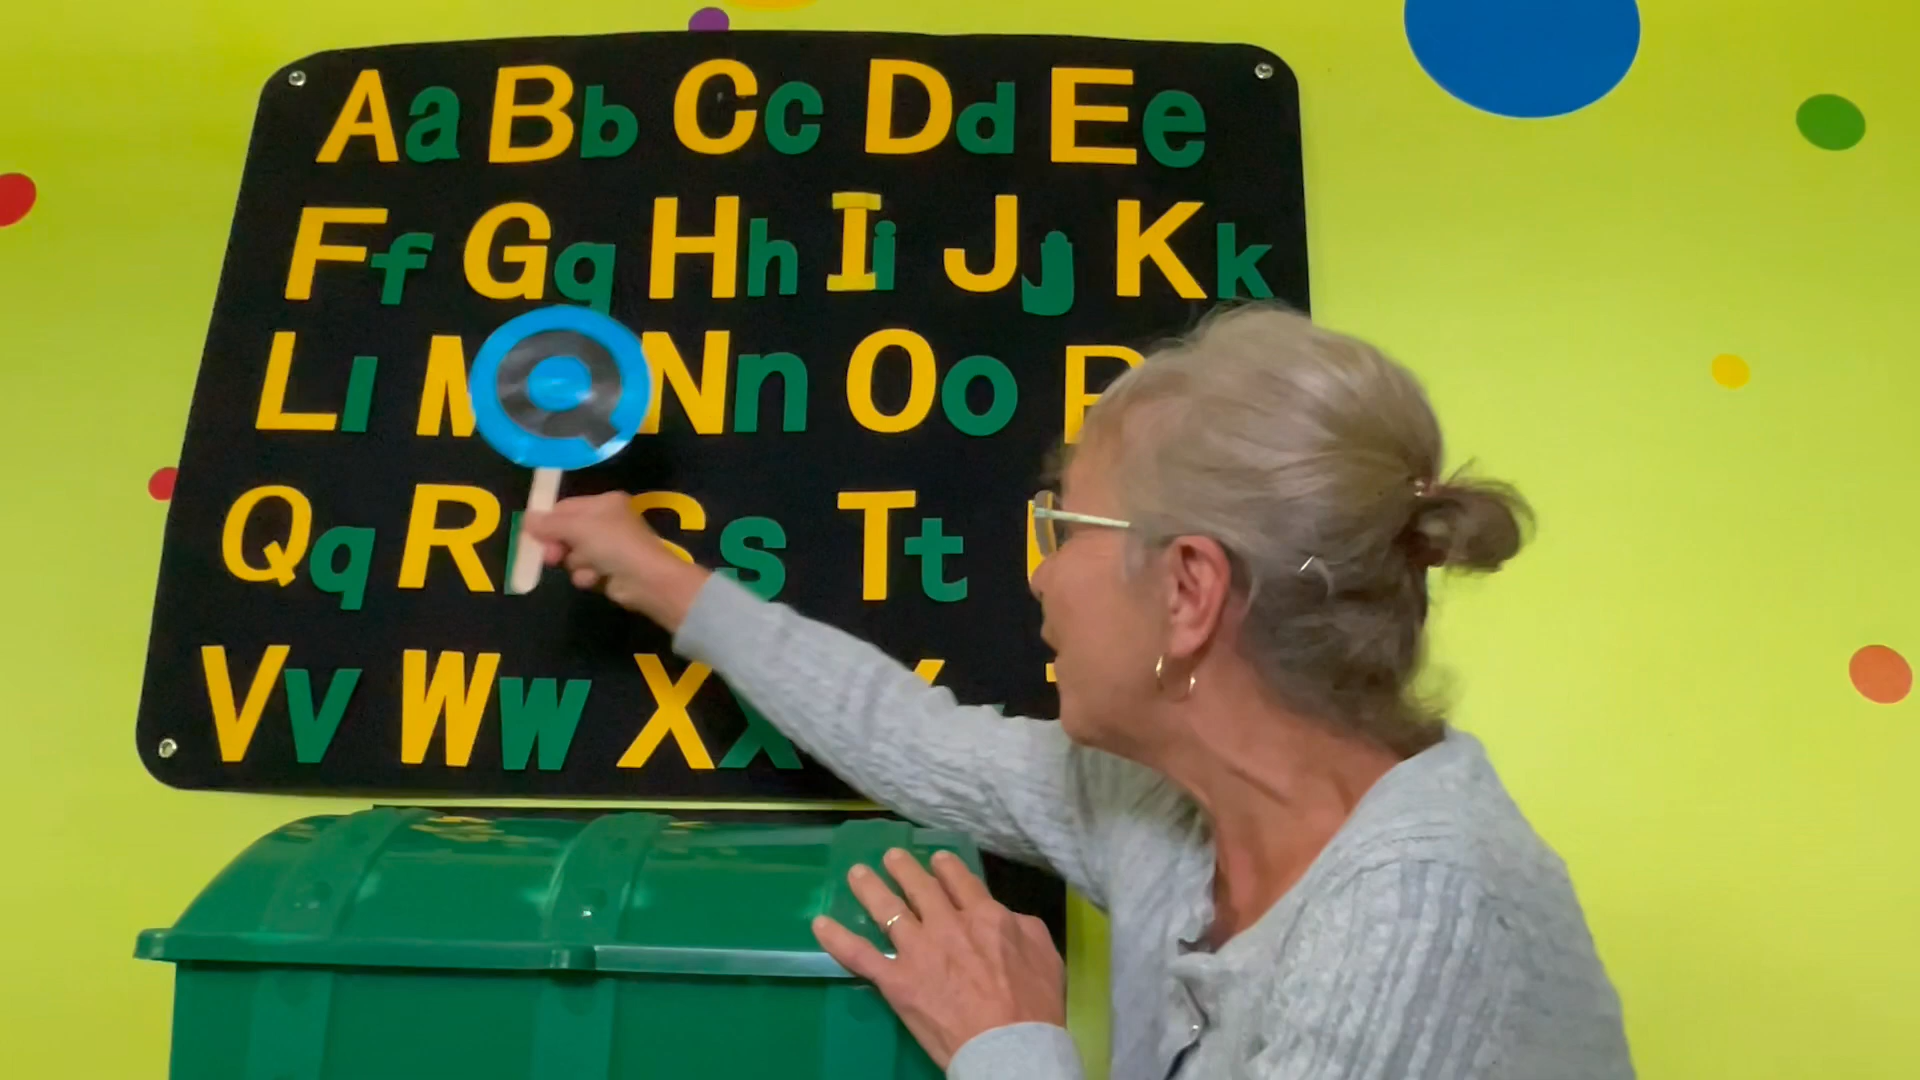 Aa Bb Cc Dd Ee
Ff Gg Hh Ii Jj Kk
Ll M Nn Oo P
Qq R Ss Tt
Vv Ww Xx